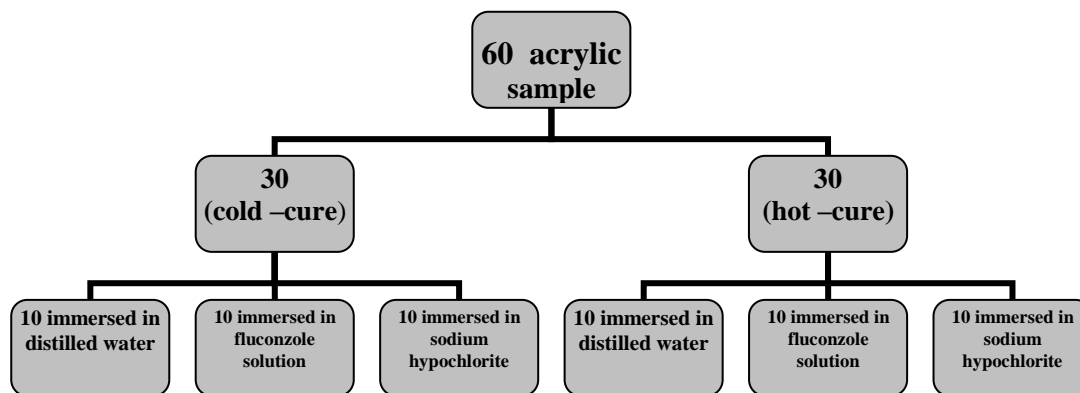 60 acrylic
sample
30
(cold –cure)
30
(hot –cure)
10 immersed in
distilled water
10 immersed in
fluconzole
solution
10 immersed in
sodium
hypochlorite
10 immersed in
distilled water
10 immersed in
fluconzole
solution
10 immersed in
sodium
hypochlorite